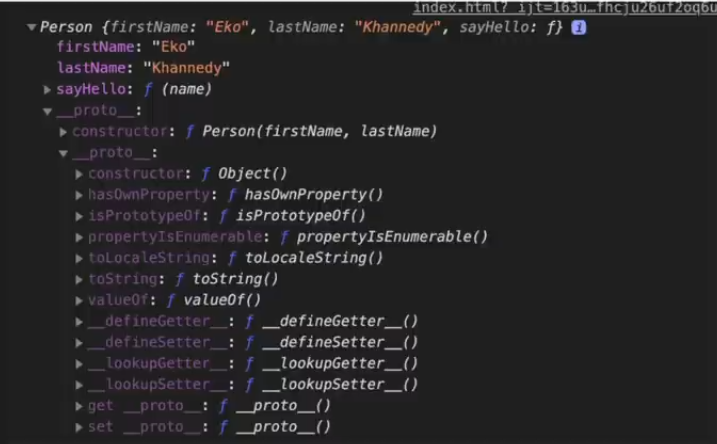 index.html?_ijt=163u…fhcju26uf2oq6u
▼Person {firstName: "Eko", lastName: "Khannedy", sayHello: ƒ} i
firstName: "Eko"
lastName: "Khannedy"
▶sayHello: ƒ (name)
▼__proto__:
▶constructor: ƒ Person(firstName, lastName)
▼__proto__:
▶constructor: ƒ Object()
▶hasOwnProperty: ƒ hasOwnProperty()
▶isPrototypeOf: ƒ isPrototypeOf()
▶propertyIsEnumerable: ƒ propertyIsEnumerable()
▶toLocaleString: ƒ toLocaleString()
▶toString: ƒ toString()
▶valueOf: ƒ valueOf()
▶__defineGetter__: ƒ __defineGetter__()
▶__defineSetter__: ƒ __defineSetter__()
▶__lookupGetter__: ƒ __lookupGetter__()
▶__lookupSetter__: ƒ __lookupSetter__()
▶get __proto__: ƒ __proto__()
▶set __proto__: ƒ __proto__()